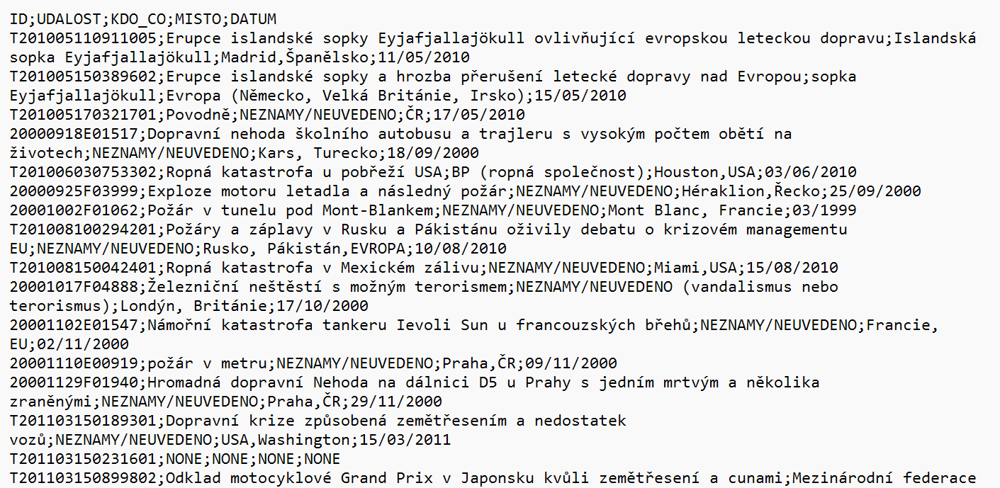 ID;UDALOST;KDO_CO;MISTO;DATUM
T201005110911005;Erupce islandské sopky Eyjafjallajökull ovlivňující evropskou leteckou dopravu;Islandská
sopka Eyjafjallajökull;Madrid,Španělsko;11/05/2010
T201005150389602;Erupce islandské sopky a hrozba přerušení letecké dopravy nad Evropou;sopka
Eyjafjallajökull;Evropa (Německo, Velká Británie, Irsko);15/05/2010
T201005170321701;Povodně;NEZNAMY/NEUVEDENO;ČR;17/05/2010
20000918E01517;Dopravní nehoda školního autobusu a trajleru s vysokým počtem obětí na
životech;NEZNAMY/NEUVEDENO;Kars, Turecko;18/09/2000
T201006030753302;Ropná katastrofa u pobřeží USA;BP (ropná společnost);Houston,USA;03/06/2010
20000925F03999;Exploze motoru letadla a následný požár;NEZNAMY/NEUVEDENO;Héraklion,Řecko;25/09/2000
20001002F01062;Požár v tunelu pod Mont-Blankem;NEZNAMY/NEUVEDENO;Mont Blanc, Francie;03/1999
T201008100294201;Požáry a záplavy v Rusku a Pákistánu oživily debatu o krizovém managementu
EU;NEZNAMY/NEUVEDENO;Rusko, Pákistán,EVROPA;10/08/2010
T201008150042401;Ropná katastrofa v Mexickém zálivu;NEZNAMY/NEUVEDENO;Miami,USA;15/08/2010
20001017F04888;Železniční neštěstí s možným terorismem;NEZNAMY/NEUVEDENO (vandalismus nebo
terorismus);Londýn, Británie;17/10/2000
20001102E01547;Námořní katastrofa tankeru Ievoli Sun u francouzských břehů;NEZNAMY/NEUVEDENO;Francie,
EU;02/11/2000
20001110E00919;požár v metru;NEZNAMY/NEUVEDENO;Praha,ČR;09/11/2000
20001129F01940;Hromadná dopravní Nehoda na dálnici D5 u Prahy s jedním mrtvým a několika
zraněnými;NEZNAMY/NEUVEDENO;Praha,ČR;29/11/2000
T201103150189301;Dopravní krize způsobená zemětřesením a nedostatek
vozů;NEZNAMY/NEUVEDENO;USA,Washington;15/03/2011
T201103150231601;NONE;NONE;NONE;NONE
T201103150899802;Odklad motocyklové Grand Prix v Japonsku kvůli zemětřesení a cunami;Mezinárodní federace